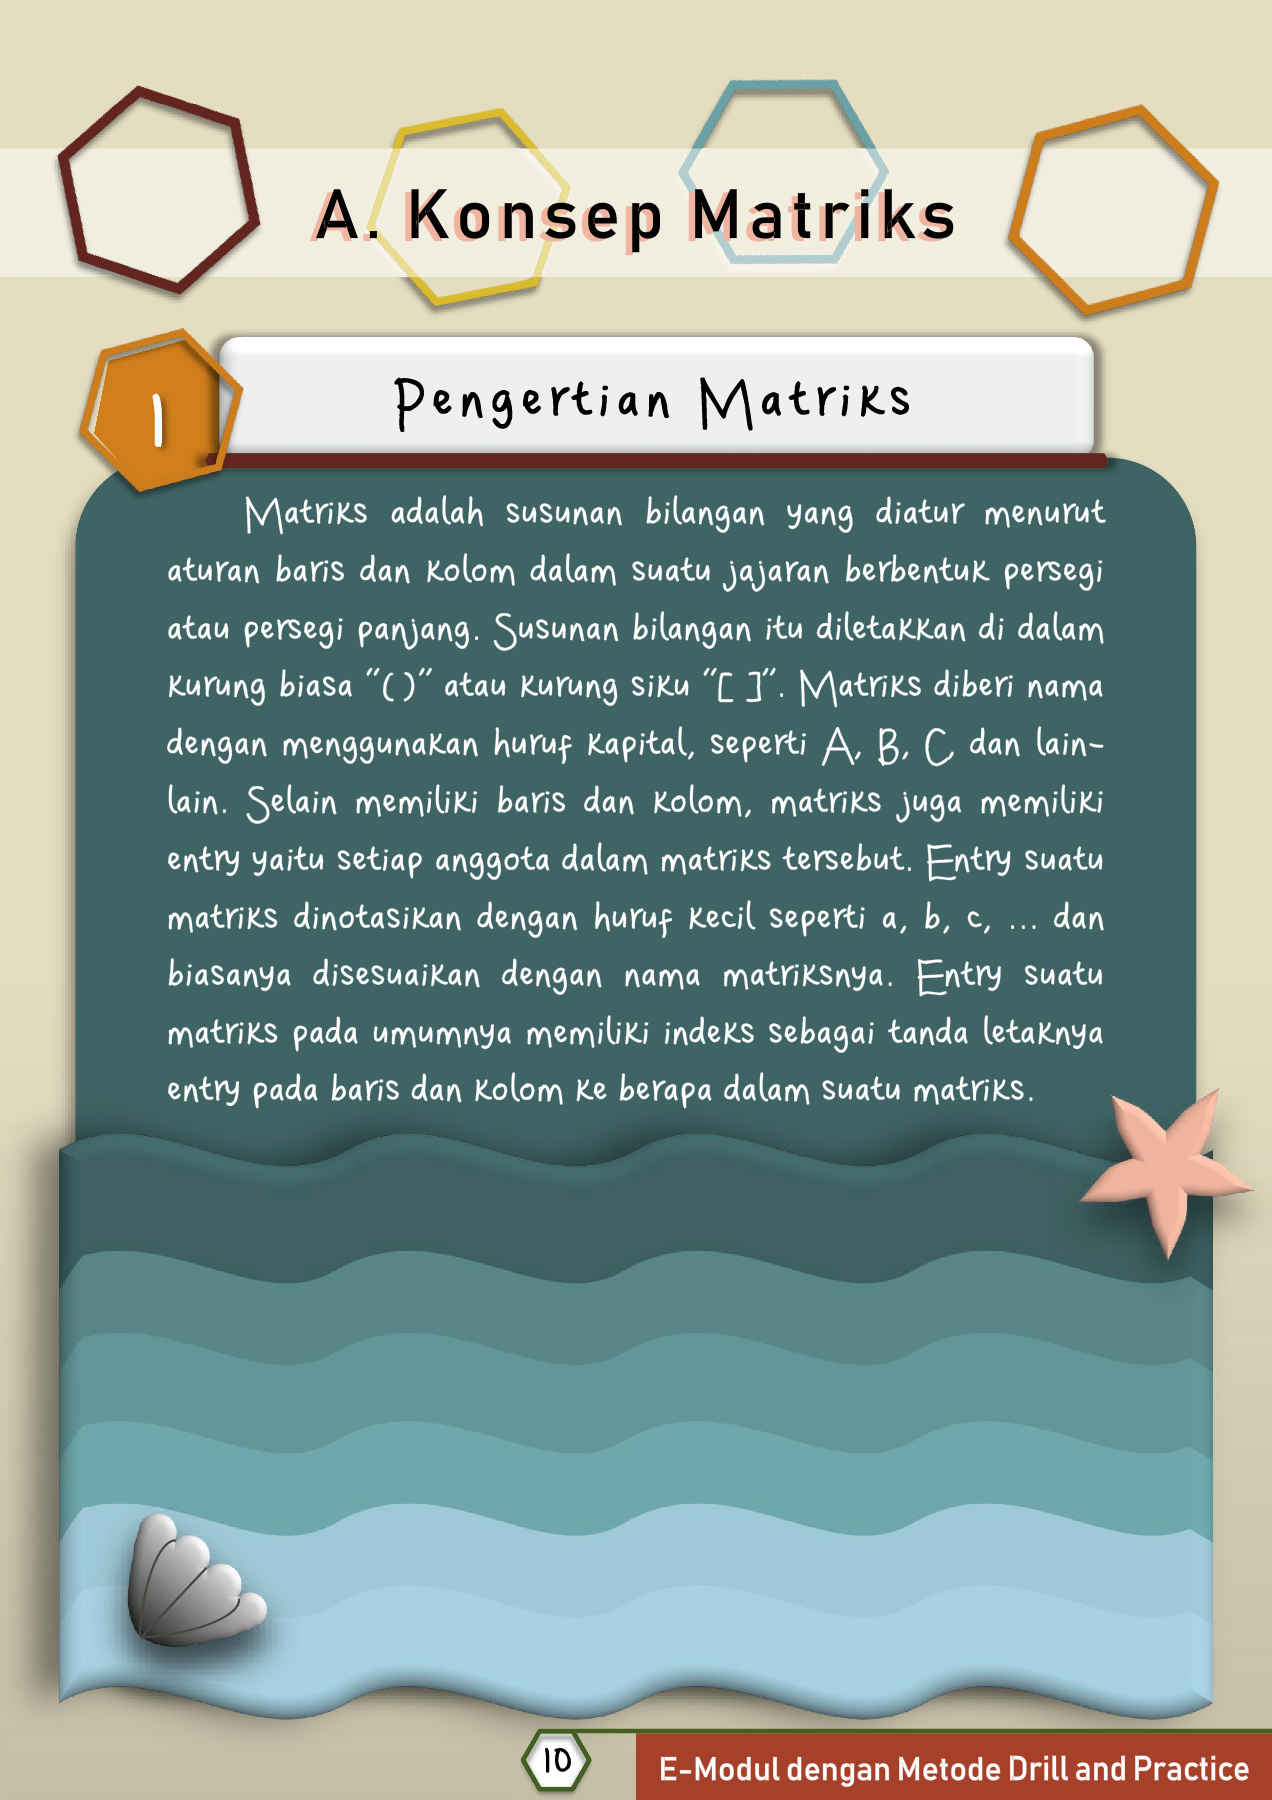 A. Konsep Matriks
1
Pengertian Matriks
Matriks adalah susunan bilangan yang diatur menurut
aturan baris dan kolom dalam suatu jajaran berbentuk persegi
atau persegi panjang. Susunan bilangan itu diletakkan di dalam
kurung biasa “( )” atau kurung siku “[ ]”. Matriks diberi nama
dengan menggunakan huruf kapital, seperti A, B, C dan lain-
lain. Selain memiliki baris dan kolom, matriks juga memiliki
entry yaitu setiap anggota dalam matriks tersebut. Entry suatu
matriks dinotasikan dengan huruf kecil seperti a, b, c, ... dan
biasanya disesuaikan dengan nama matriksnya. Entry suatu
matriks pada umumnya memiliki indeks sebagai tanda letaknya
entry pada baris dan kolom ke berapa dalam suatu matriks.
10
E-Modul dengan Metode Drill and Practice